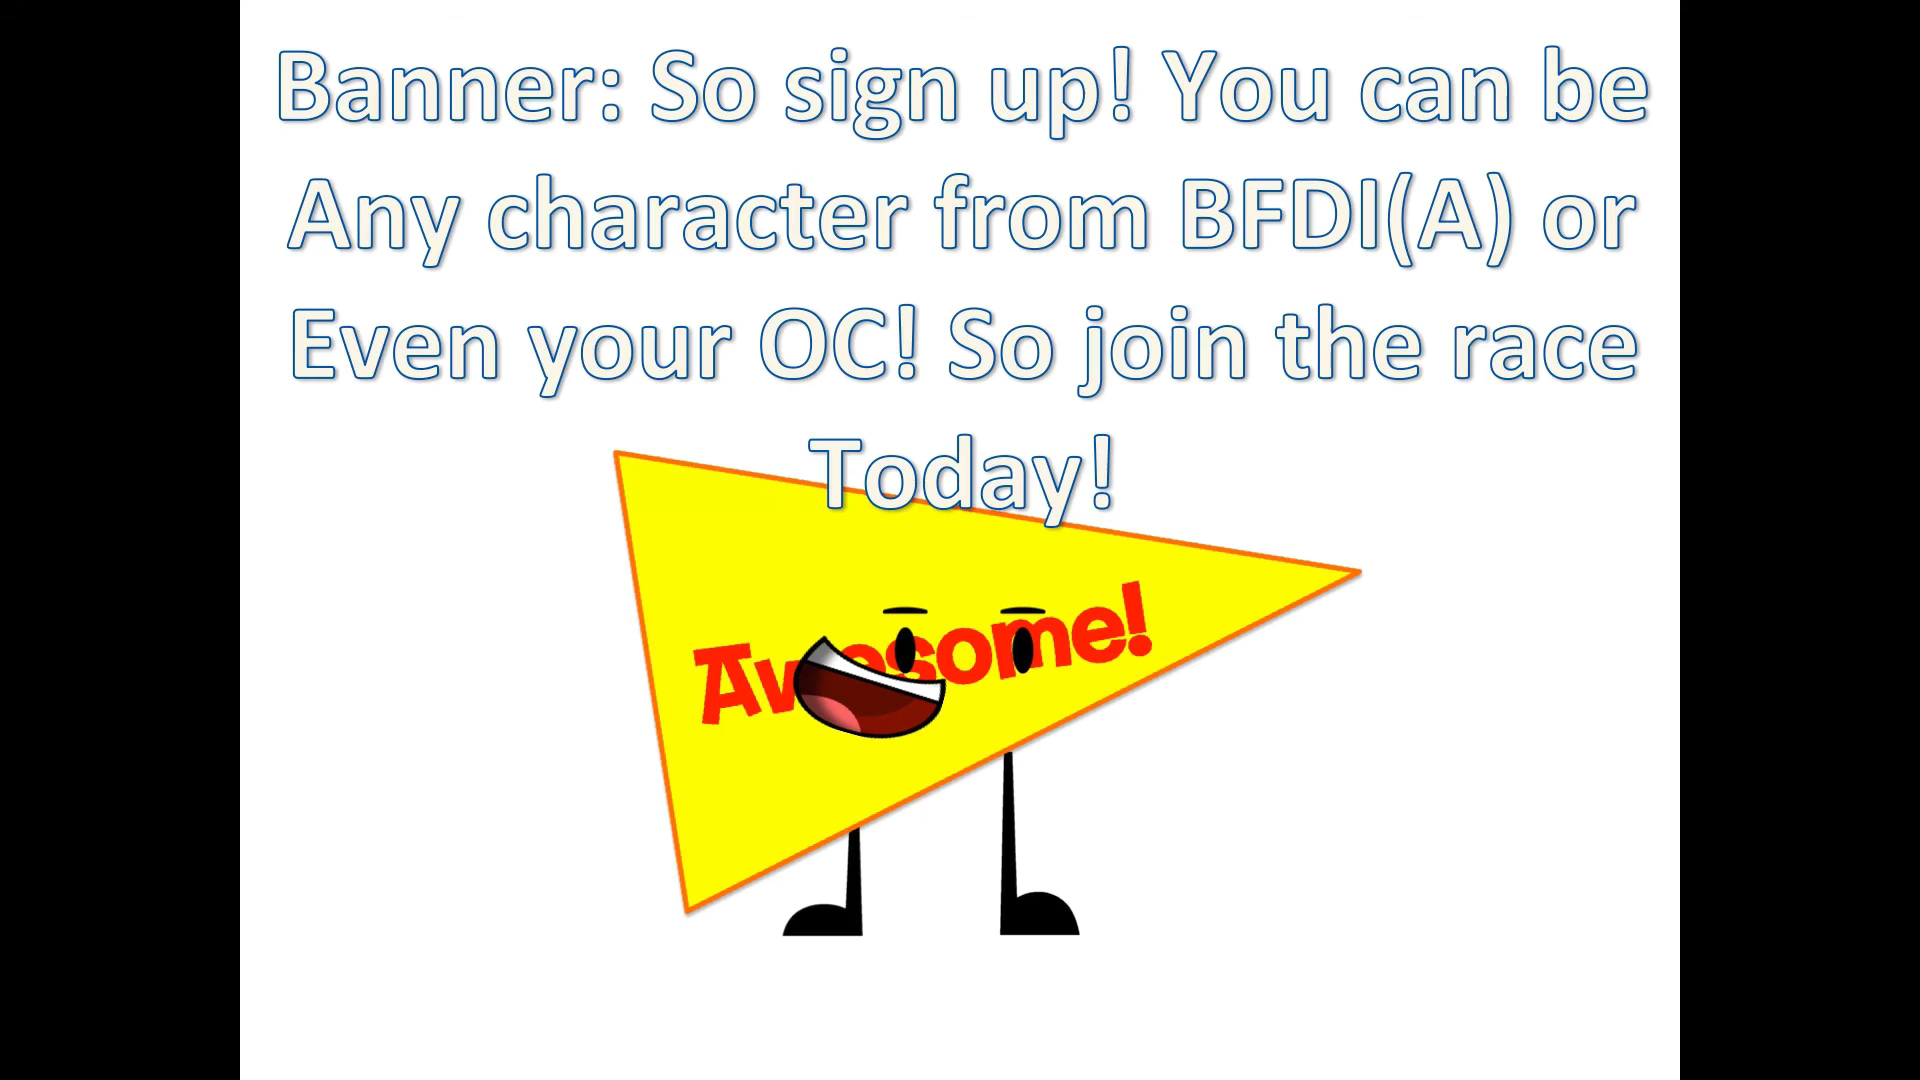 Banner: So sign up! You can be
Any character from BFDI(A) or
Even your OC! So join the race
Today!
Awesome!